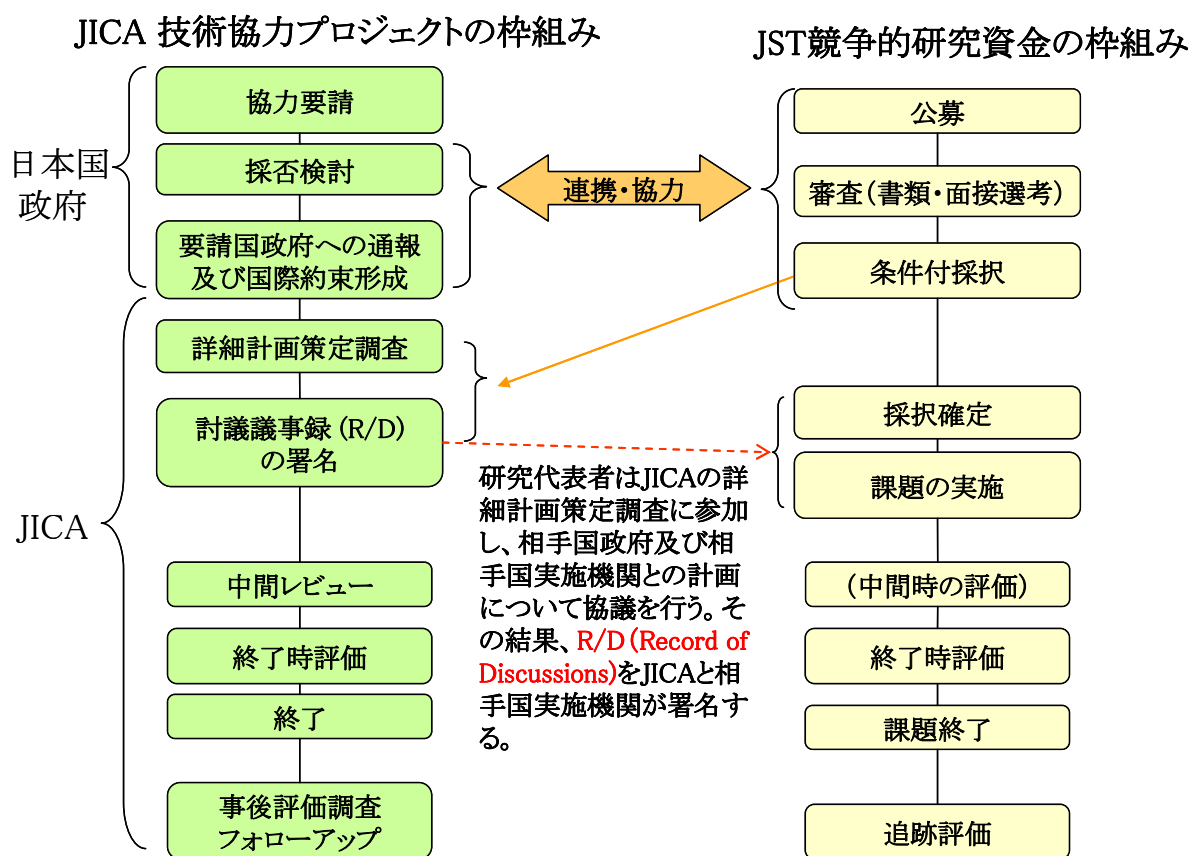 JICA 技術協力プロジェクトの枠組み
JST競争的研究資金の枠組み
日本国
政府
協力要請
採否検討
要請国政府への通報
及び国際約束形成
連携・協力
公募
審査（書類・面接選考）
条件付採択
JICA
詳細計画策定調査
討議議事録（R/D）
の署名
中間レビュー
終了時評価
終了
事後評価調査
フォローアップ
研究代表者はJICAの詳
細計画策定調査に参加
し、相手国政府及び相
手国実施機関との計画
について協議を行う。そ
の結果、R/D（Record of
Discussions)をJICAと相
手国実施機関が署名す
る。
採択確定
課題の実施
（中間時の評価）
終了時評価
課題終了
追跡評価